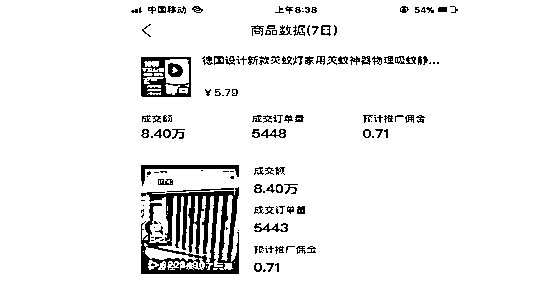 中国移动
上午8:38
54%
商品数据(7日)
德国设计新款灭蚊灯家用灭蚊神器物理吸蚊静...
¥5.79
成交额 成交订单量 预计推广佣金
8.40万 5448 0.71
成交额
8.40万
成交订单量
5443
预计推广佣金
0.71